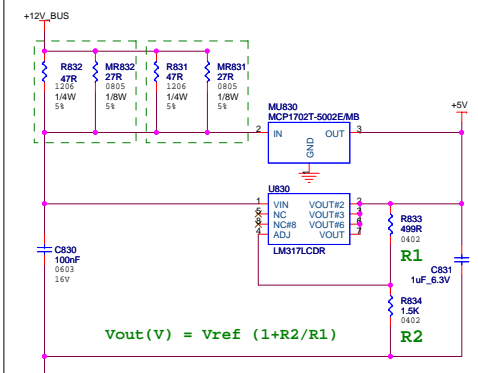 +12V_BUS
R832
47R
1206
1/4W
5%
MR832
27R
0805
1/8W
5%
R831
47R
1206
1/4W
5%
MR831
27R
0805
1/8W
5%
MU830
MCP1702T-5002E/MB
2 IN OUT 3
GND
+5V
U830
1 VIN VOUT#2 2
5 NC VOUT#3 3
8 NC#8 VOUT#6 6
4 ADJ VOUT 7
LM317LCDR
R833
499R
0402
R1
C830
100nF
0603
16V
C831
1uF_6.3V
R834
1.5K
0402
R2
Vout(V) = Vref (1+R2/R1)